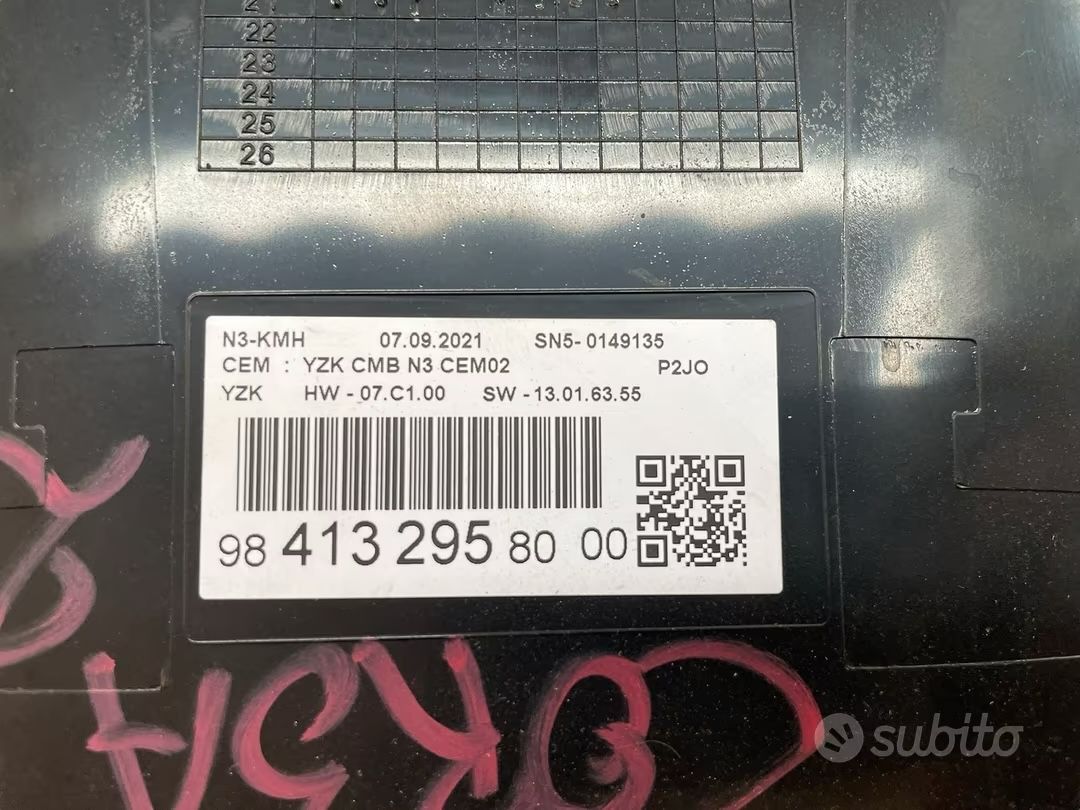 22
23
24
25
26
N3-KMH 07.09.2021 SN5-0149135
CEM : YZK CMB N3 CEM02 P2JO
YZK HW - 07.C1.00 SW -13.01.63.55
98 413 295 80 00
CORSA
subito